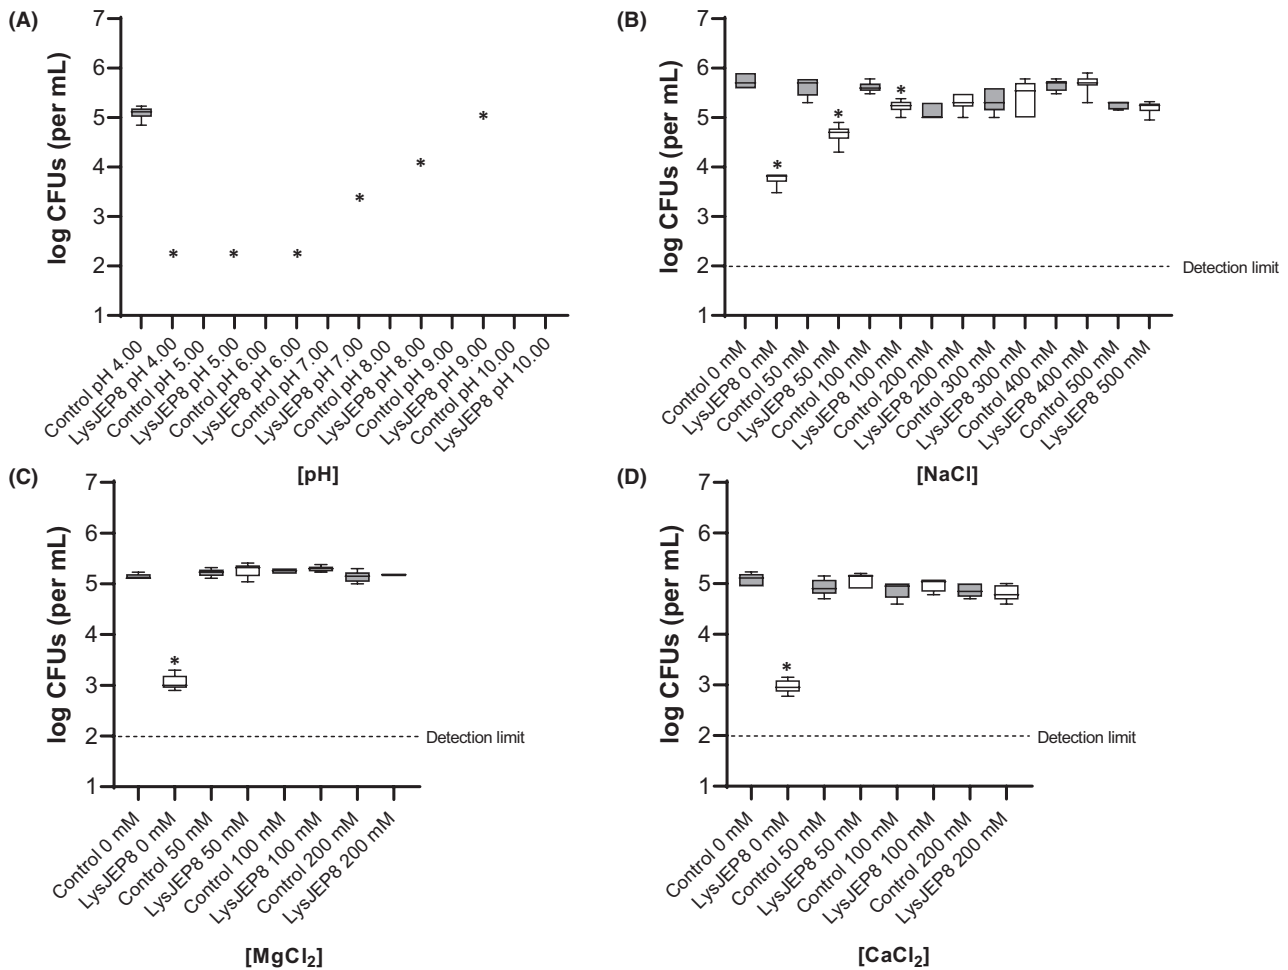 (A)
log CFUs (per mL)
7
6
5
4
3
2
1
*
*
*
*
*
*
Control pH 4.00
LysJEP8 pH 4.00
Control pH 5.00
LysJEP8 pH 5.00
Control pH 6.00
LysJEP8 pH 6.00
Control pH 7.00
LysJEP8 pH 7.00
Control pH 8.00
LysJEP8 pH 8.00
Control pH 9.00
LysJEP8 pH 9.00
Control pH 10.00
LysJEP8 pH 10.00
[pH]
(B)
log CFUs (per mL)
7
6
5
4
3
2
1
*
*
*
Detection limit
Control 0 mM
LysJEP8 0 mM
Control 50 mM
LysJEP8 50 mM
Control 100 mM
LysJEP8 100 mM
Control 200 mM
LysJEP8 200 mM
Control 300 mM
LysJEP8 300 mM
Control 400 mM
LysJEP8 400 mM
Control 500 mM
LysJEP8 500 mM
[NaCl]
(C)
log CFUs (per mL)
7
6
5
4
3
2
1
*
Detection limit
Control 0 mM
LysJEP8 0 mM
Control 50 mM
LysJEP8 50 mM
Control 100 mM
LysJEP8 100 mM
Control 200 mM
LysJEP8 200 mM
[MgCl₂]
(D)
log CFUs (per mL)
7
6
5
4
3
2
1
*
Detection limit
Control 0 mM
LysJEP8 0 mM
Control 50 mM
LysJEP8 50 mM
Control 100 mM
LysJEP8 100 mM
Control 200 mM
LysJEP8 200 mM
[CaCl₂]